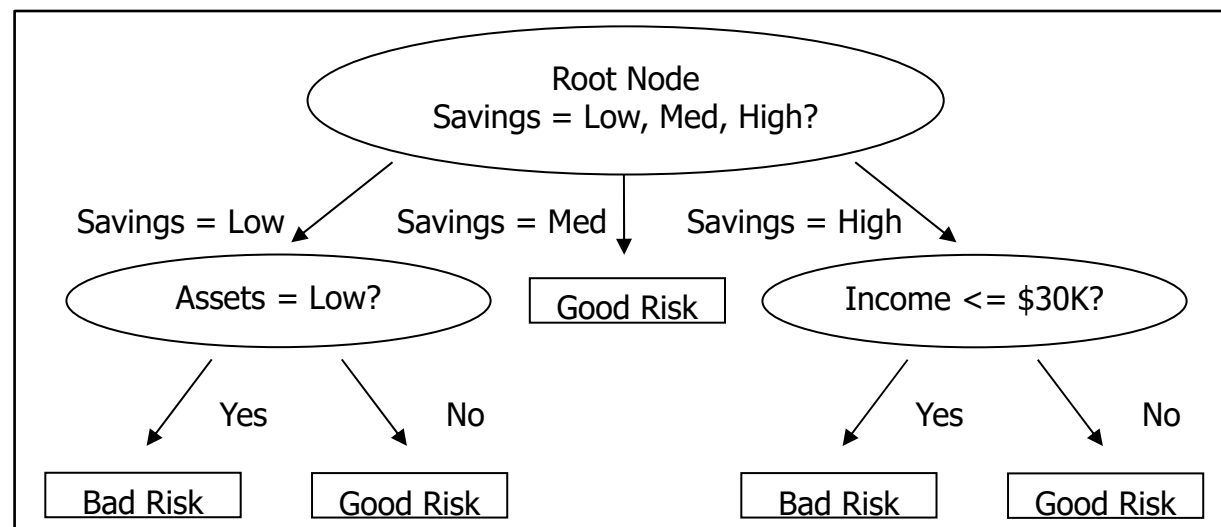 Root Node
Savings = Low, Med, High?
Savings = Low
Savings = Med
Savings = High
Assets = Low?
Good Risk
Income <= $30K?
Yes
No
Yes
No
Bad Risk
Good Risk
Bad Risk
Good Risk